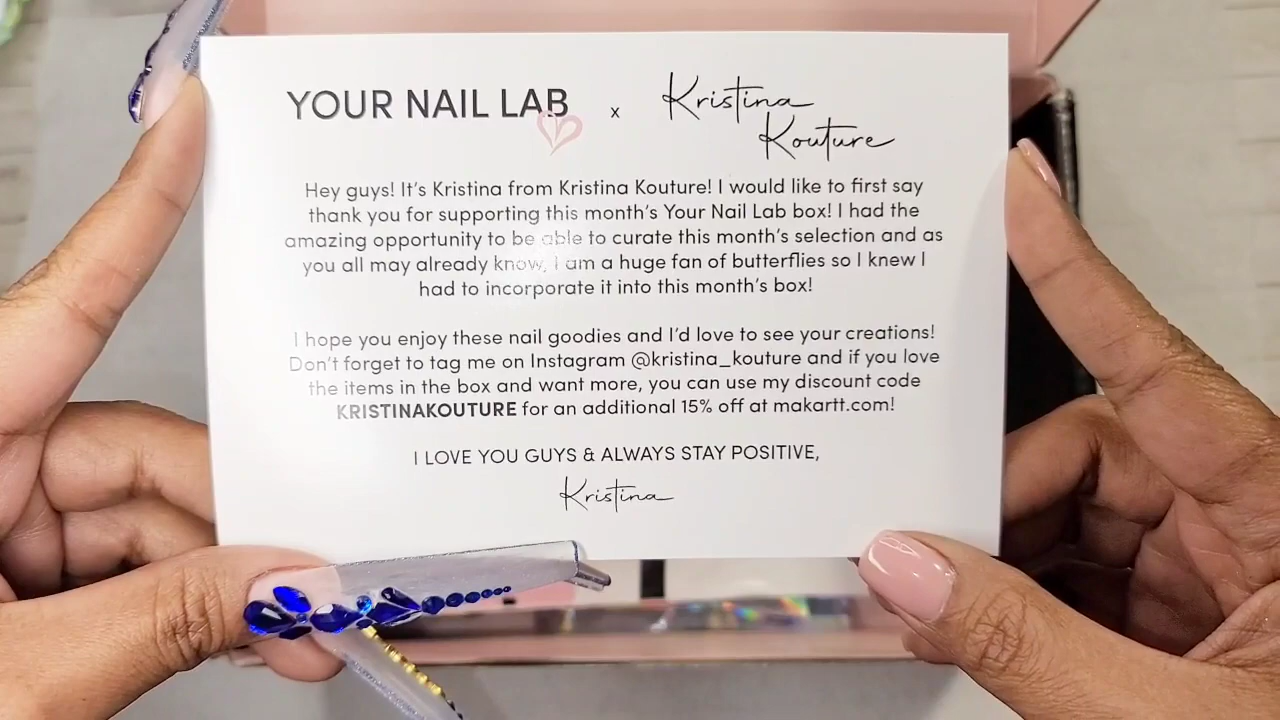 YOUR NAIL LAB x Kristina Kouture
Hey guys! It's Kristina from Kristina Kouture! I would like to first say
thank you for supporting this month's Your Nail Lab box! I had the
amazing opportunity to be able to curate this month's selection and as
you all may already know, I am a huge fan of butterflies so I knew I
had to incorporate it into this month's box!
I hope you enjoy these nail goodies and I'd love to see your creations!
Don't forget to tag me on Instagram @kristina_kouture and if you love
the items in the box and want more, you can use my discount code
KRISTINAKOUTURE for an additional 15% off at makartt.com!
I LOVE YOU GUYS & ALWAYS STAY POSITIVE,
Kristina